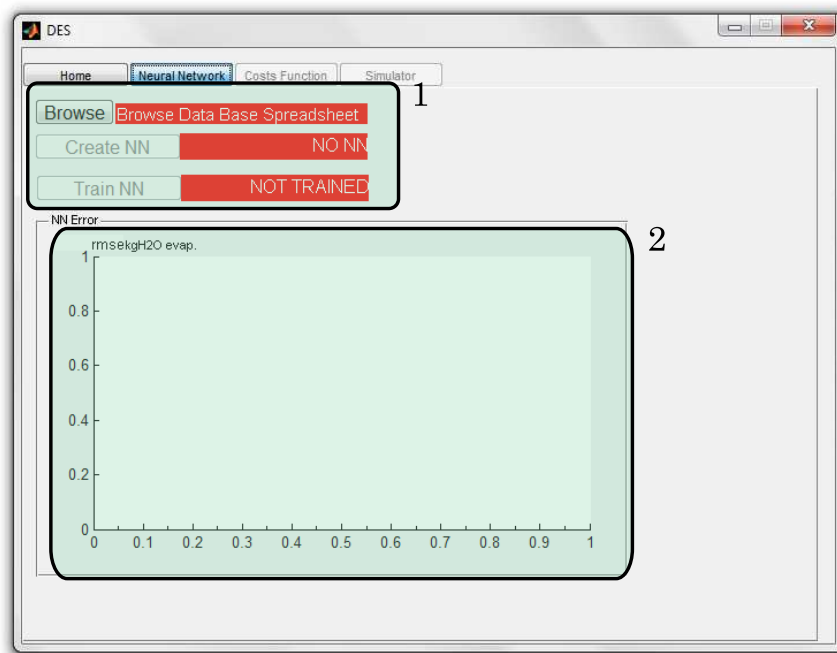 DES
Home Neural Network Costs Function Simulator
1
Browse Browse Data Base Spreadsheet
Create NN NO NN
Train NN NOT TRAINED
NN Error
2
rmsekgH2O evap.
1
0.8
0.6
0.4
0.2
0
0 0.1 0.2 0.3 0.4 0.5 0.6 0.7 0.8 0.9 1